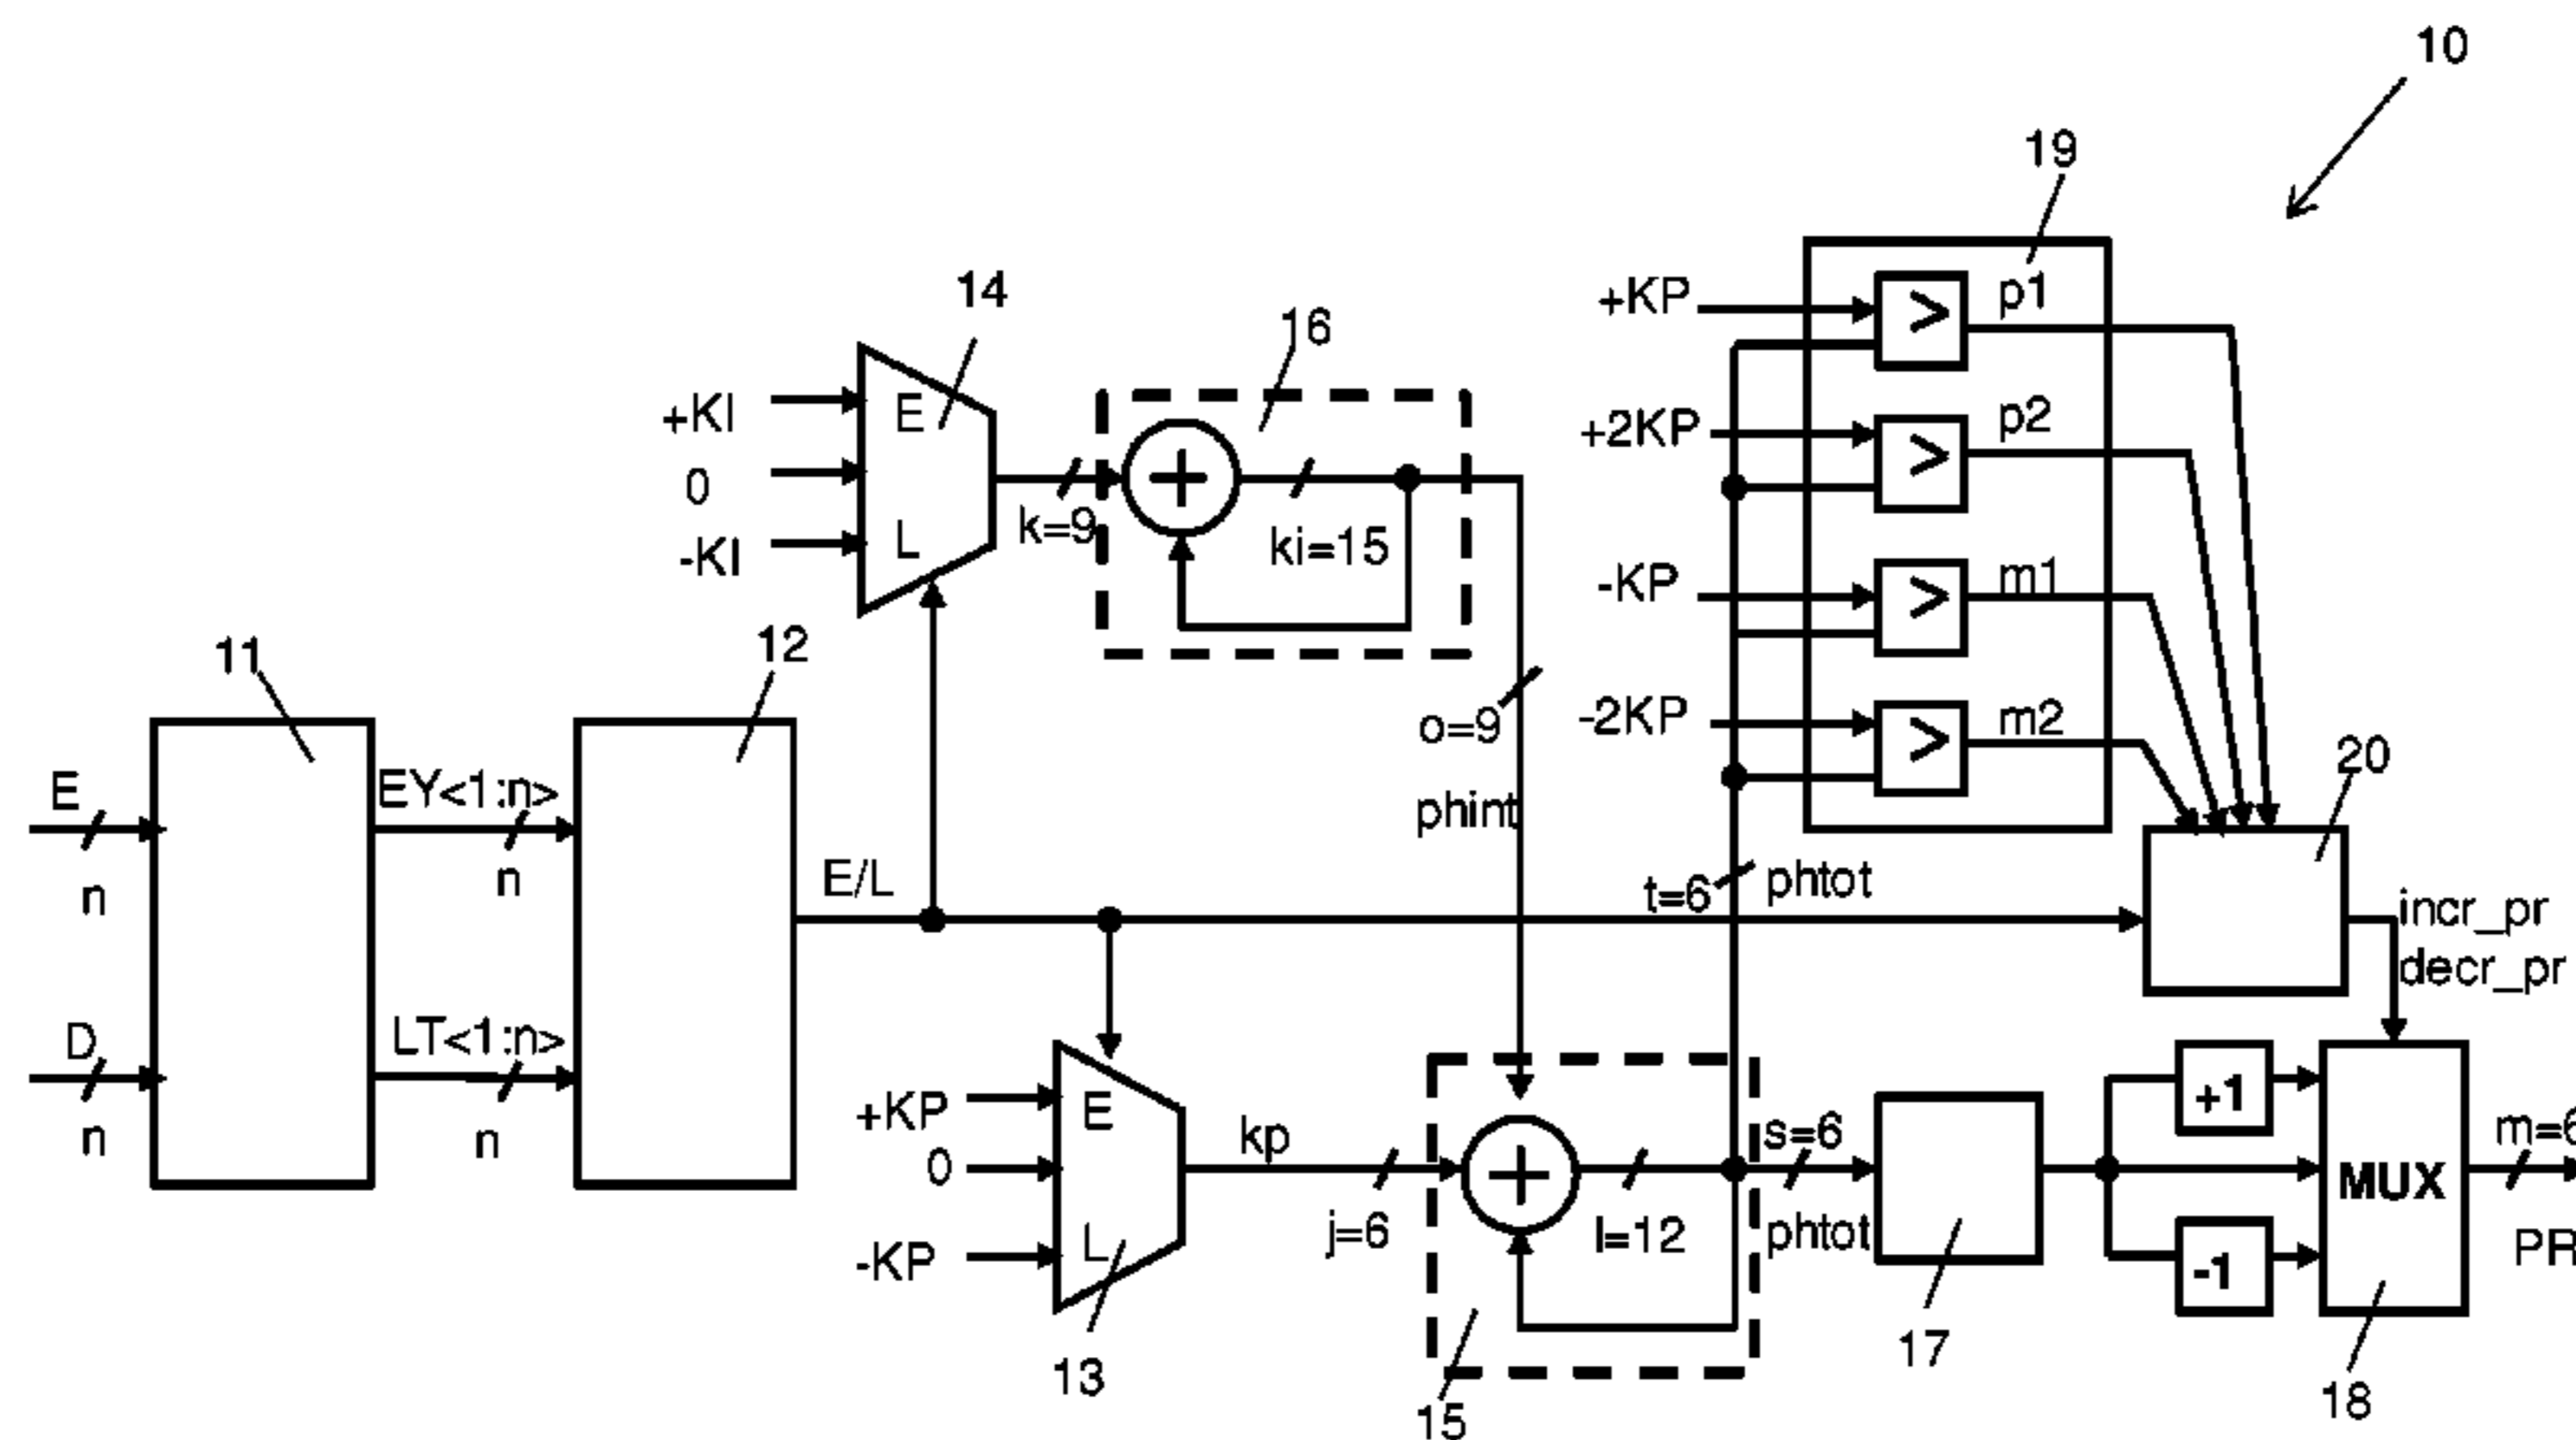 10
19
+KP
>
p1
14
16
+KI
E
+
+2KP
>
p2
0
k=9
ki=15
-KI
L
-KP
>
m1
11
12
o=9
-2KP
>
m2
20
E
n
EY<1:n>
n
phint
E/L
t=6
phtot
incr_pr
decr_pr
D
n
LT<1:n>
n
+KP
E
0
kp
-KP
L
j=6
+
l=12
s=6
phtot
+1
-1
MUX
m=6
PR
13
15
17
18